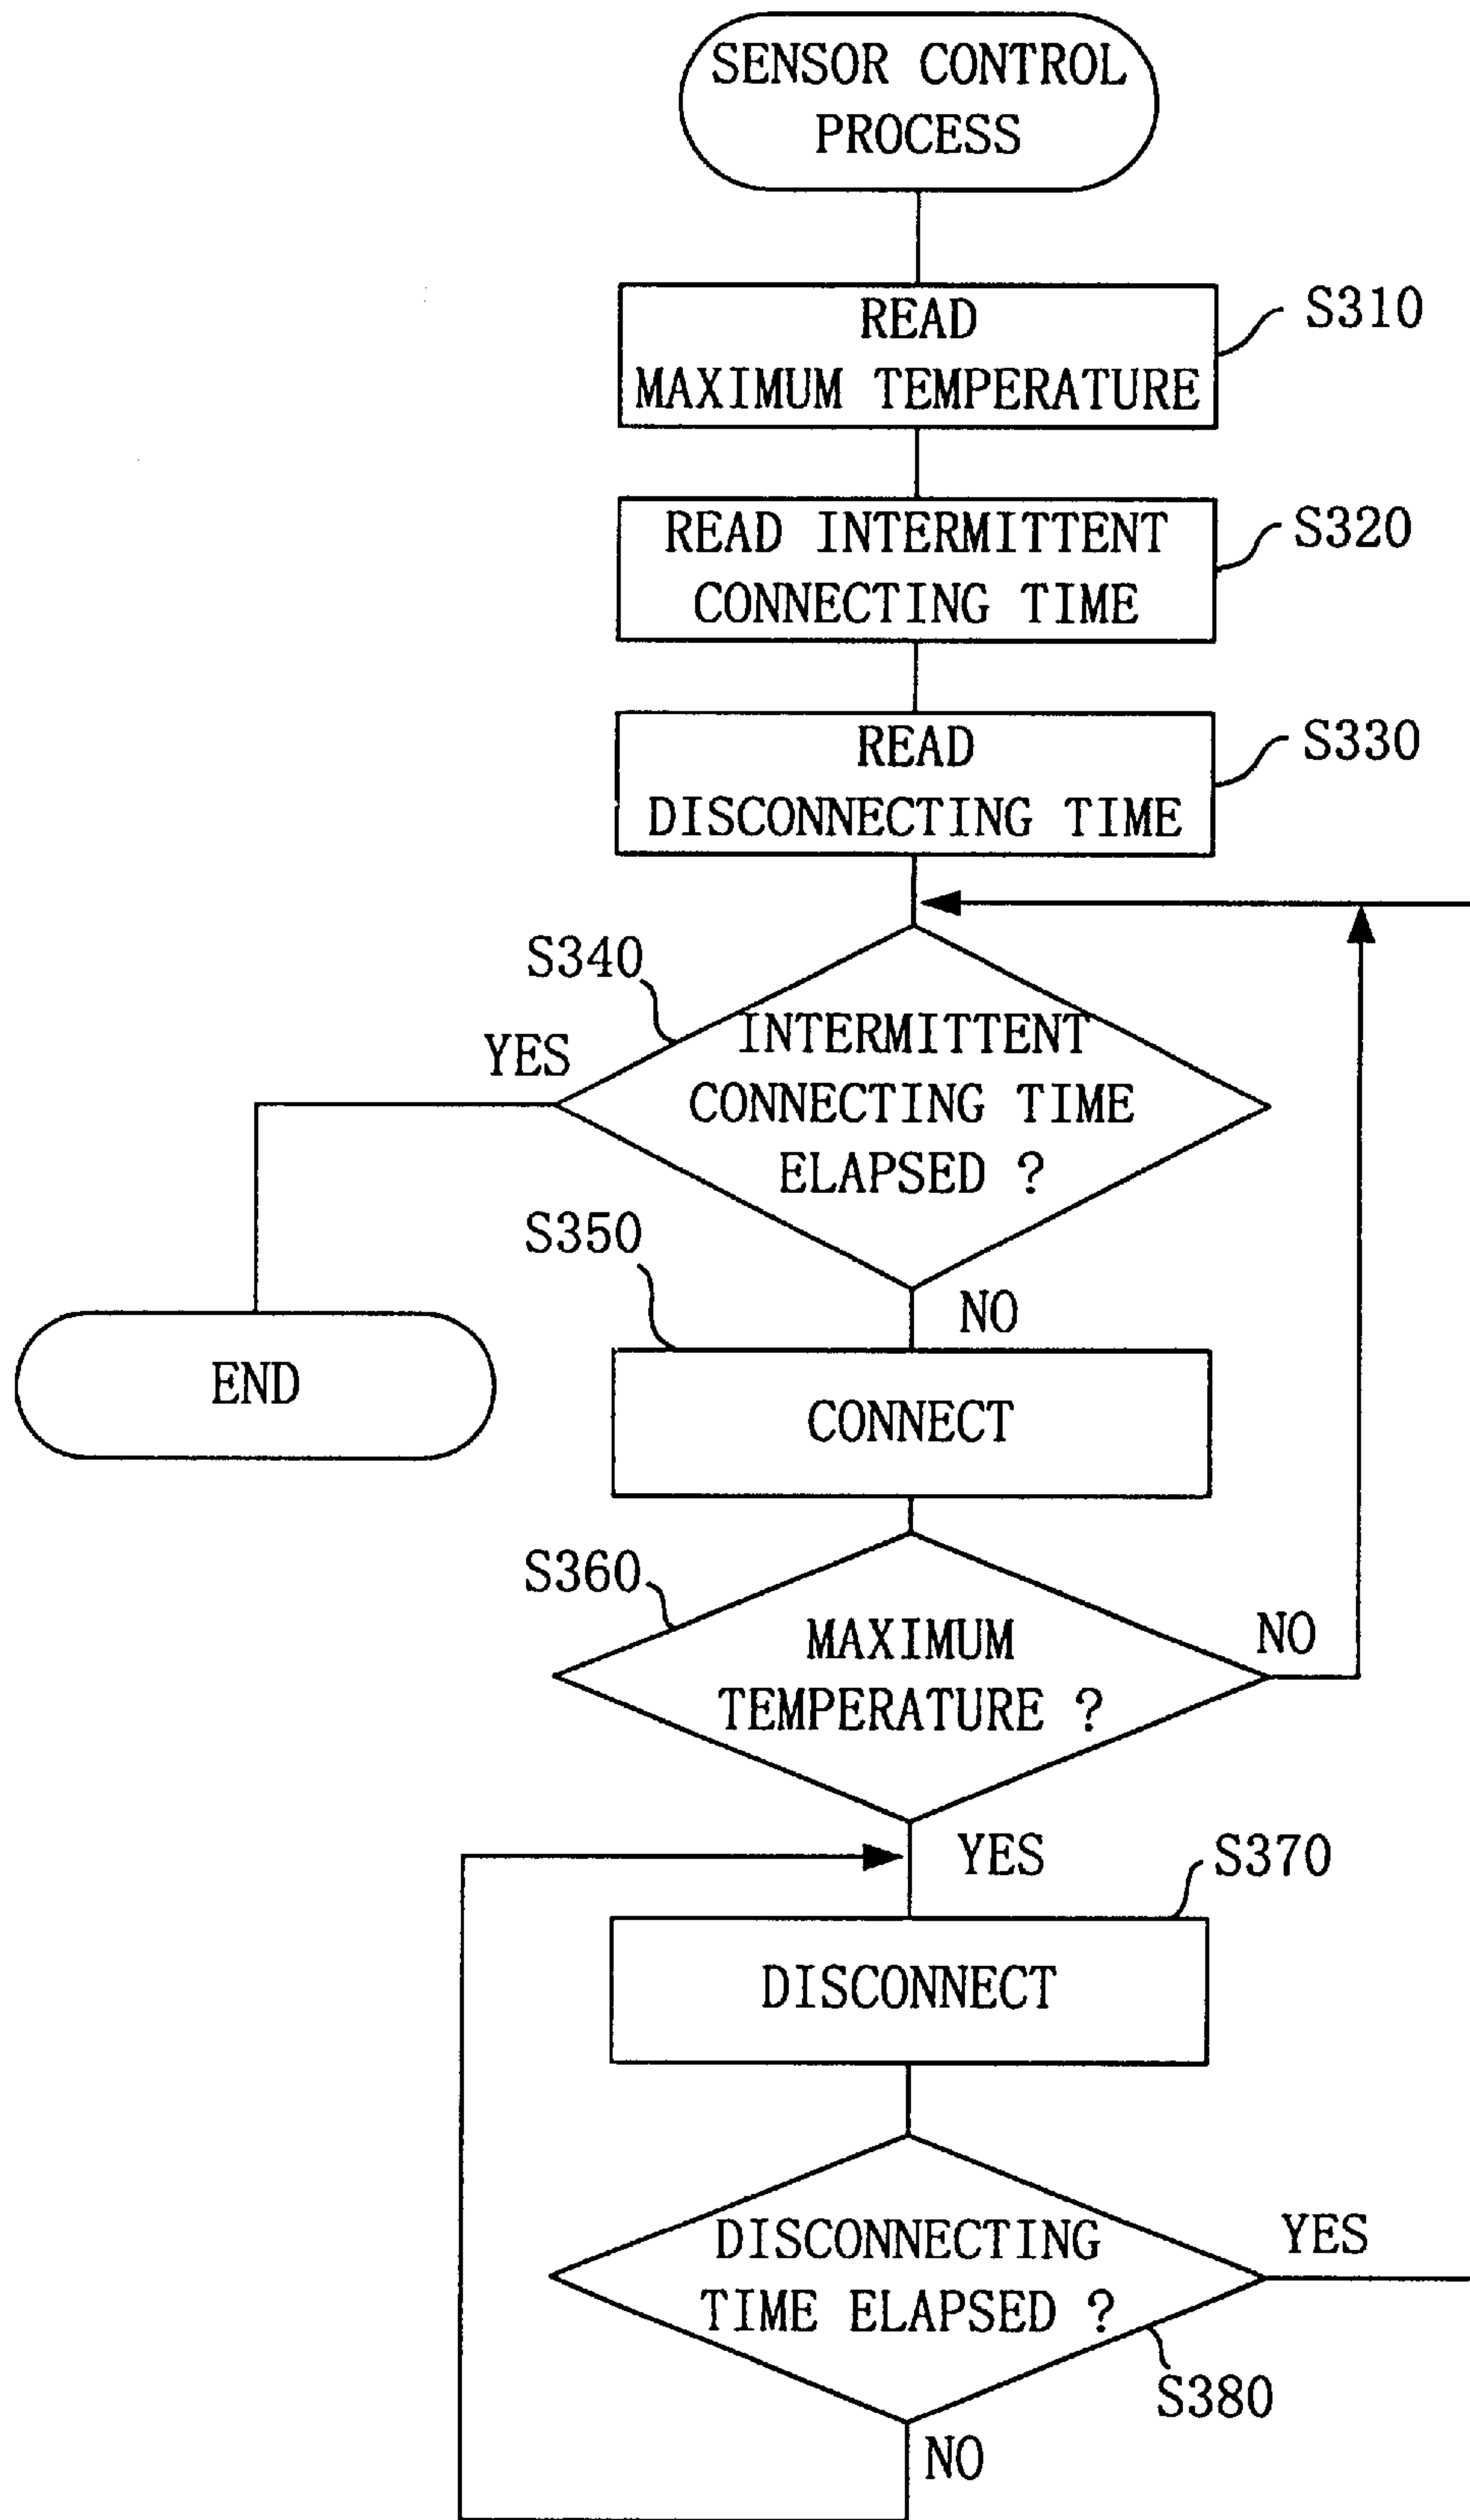 SENSOR CONTROL
PROCESS
READ
MAXIMUM TEMPERATURE
S310
READ INTERMITTENT
CONNECTING TIME
S320
READ
DISCONNECTING TIME
S330
S340
YES
INTERMITTENT
CONNECTING TIME
ELAPSED ?
NO
END
S350
CONNECT
S360
MAXIMUM
TEMPERATURE ?
NO
YES
S370
DISCONNECT
DISCONNECTING
TIME ELAPSED ?
YES
S380
NO